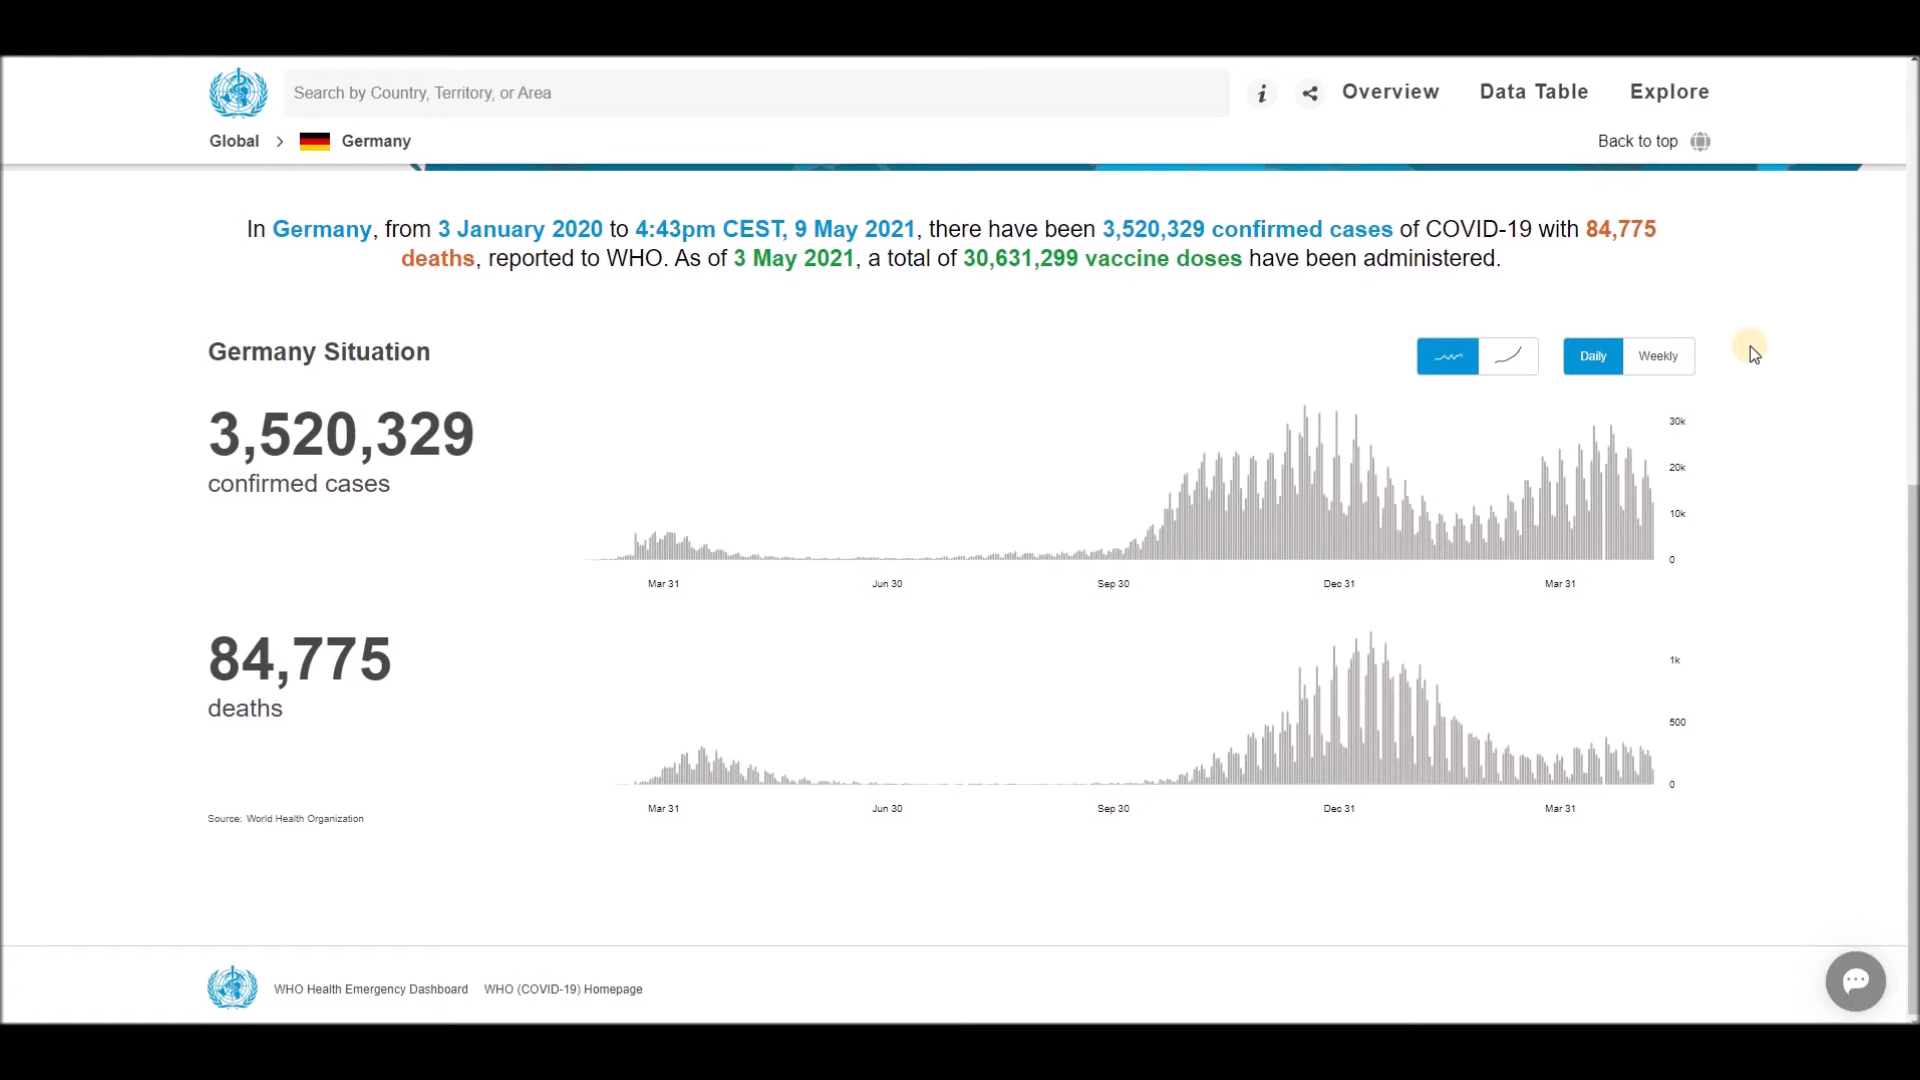 Search by Country, Territory, or Area
i
Overview
Data Table
Explore
Global > Germany
Back to top
In Germany, from 3 January 2020 to 4:43pm CEST, 9 May 2021, there have been 3,520,329 confirmed cases of COVID-19 with 84,775
deaths, reported to WHO. As of 3 May 2021, a total of 30,631,299 vaccine doses have been administered.
Germany Situation
Daily
Weekly
3,520,329
confirmed cases
30k
20k
10k
0
Mar 31
Jun 30
Sep 30
Dec 31
Mar 31
84,775
deaths
1k
500
0
Mar 31
Jun 30
Sep 30
Dec 31
Mar 31
Source: World Health Organization
WHO Health Emergency Dashboard
WHO (COVID-19) Homepage